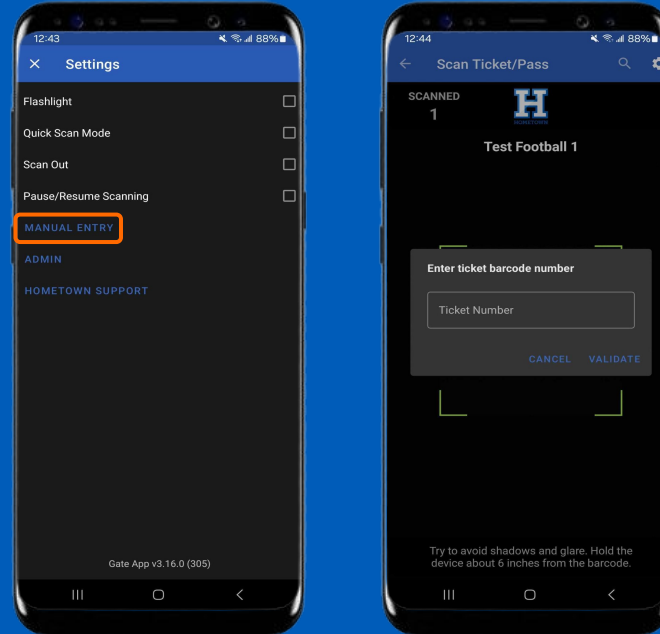 12:43
88%
Settings
Flashlight
Quick Scan Mode
Scan Out
Pause/Resume Scanning
MANUAL ENTRY
ADMIN
HOMETOWN SUPPORT
Gate App v3.16.0 (305)
12:44
88%
Scan Ticket/Pass
SCANNED
1
H
HOMETOWN
Test Football 1
Enter ticket barcode number
Ticket Number
CANCEL VALIDATE
Try to avoid shadows and glare. Hold the
device about 6 inches from the barcode.